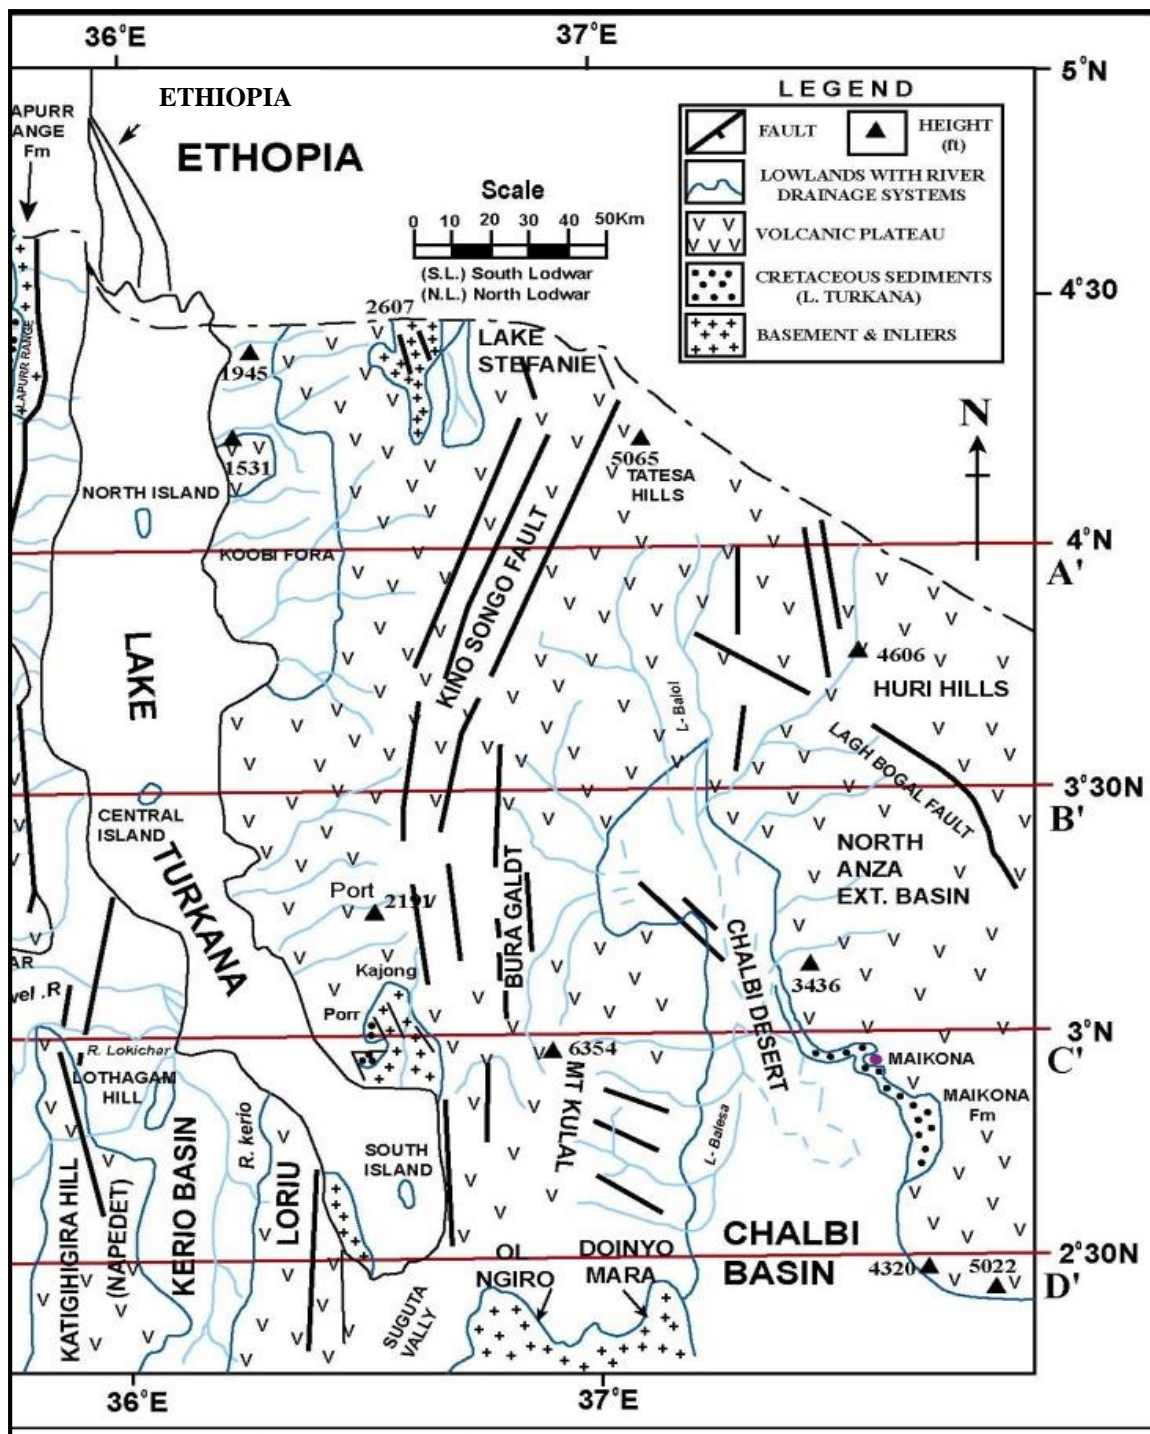 36°E
37°E
5°N
APURR
ANGE
Fm
ETHIOPIA
ETHOPIA
LEGEND
FAULT
HEIGHT
(ft)
LOWLANDS WITH RIVER
DRAINAGE SYSTEMS
VOLCANIC PLATEAU
CRETACEOUS SEDIMENTS
(L. TURKANA)
BASEMENT & INLIERS
Scale
0 10 20 30 40 50Km
(S.L.) South Lodwar
(N.L.) North Lodwar
4°30
2607
LAKE
STEFANIE
LAPURR RANGE
1945
N
1531
5065
TATESA
HILLS
NORTH ISLAND
KOOBI FORA
4°N
A'
KINO SONGO FAULT
LAKE
4606
HURI HILLS
L- Balol
LAGH BOGAL FAULT
3°30N
B'
CENTRAL
ISLAND
NORTH
ANZA
EXT. BASIN
TURKANA
Port
2191
BURA GALDT
CHALBI DESERT
AR
wel .R
Kajong
3436
Porr
3°N
C'
R. Lokichar
6354
MAIKONA
LOTHAGAM
HILL
MT KULAL
MAIKONA
Fm
R. kerio
L- Balesa
SOUTH
ISLAND
KATIGIHIGIRA HILL
(NAPEDET)
KERIO BASIN
LORIU
CHALBI
BASIN
OL
NGIRO
DOINYO
MARA
2°30N
4320
5022
D'
SUGUTA
VALLY
36°E
37°E